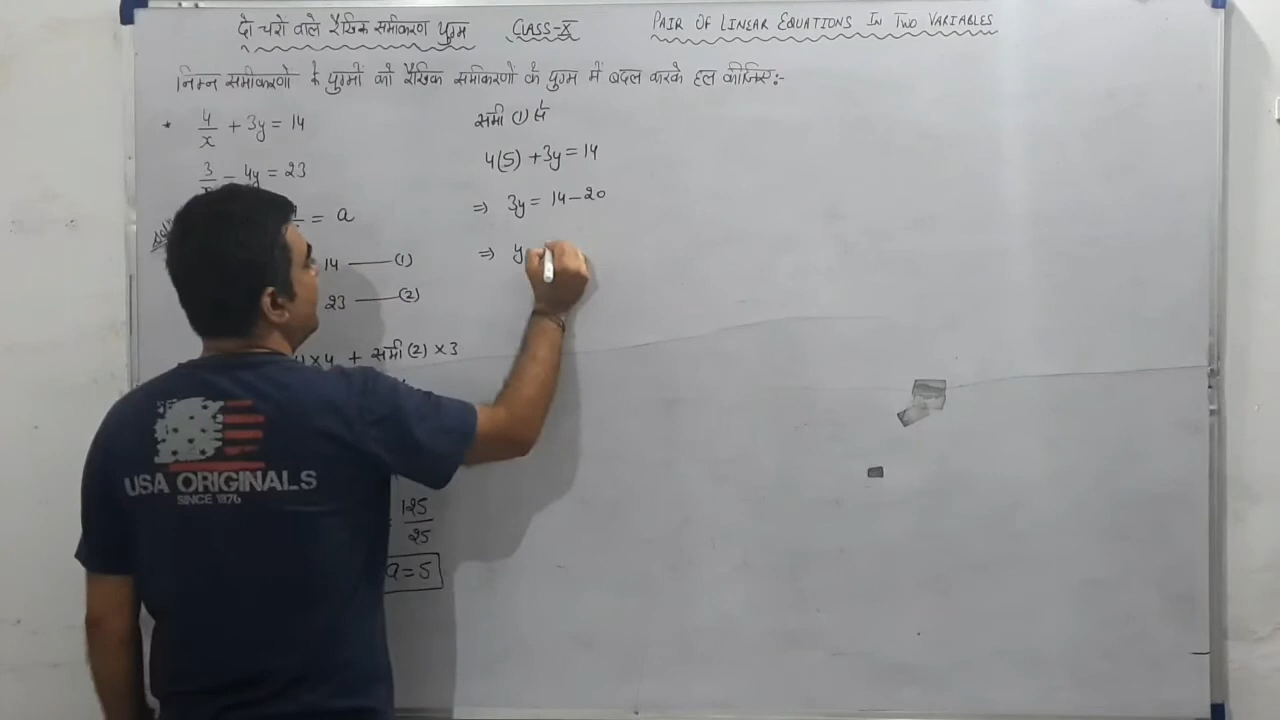 दो चरो वाले रैखिक समीकरण युग्म CLASS-X PAIR OF LINEAR EQUATIONS IN TWO VARIABLES
निम्न समीकरणो के युग्मों को रैखिक समीकरणों के युग्म में बदल करके हल कीजिए:-
* 4/x + 3y = 14
3/x - 4y = 23
= a
14 —— (1)
23 —— (2)
×4 + समी (2) ×3
125/25
a = 5
समी (1) से
4(5) + 3y = 14
⇒ 3y = 14 - 20
⇒ y
USA ORIGINALS
SINCE 1876